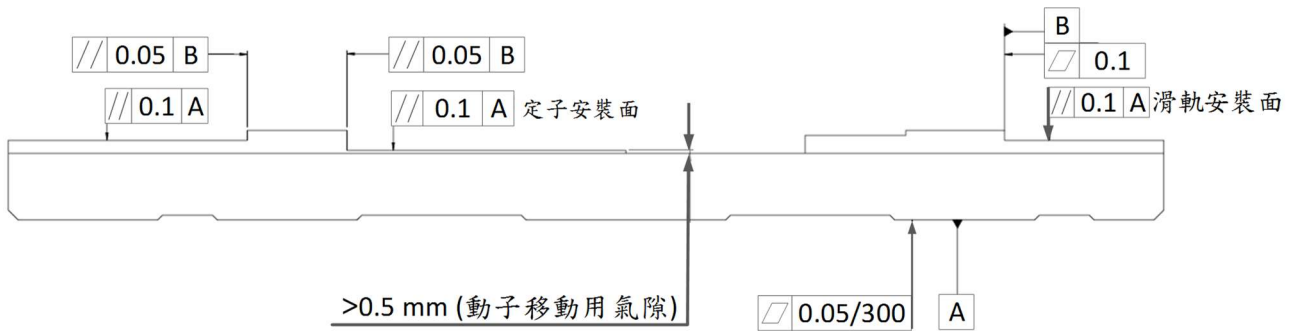 B
// 0.05 B
// 0.05 B
⏥ 0.1
// 0.1 A
// 0.1 A 定子安裝面
// 0.1 A 滑軌安裝面
>0.5 mm (動子移動用氣隙)
⏥ 0.05/300
A